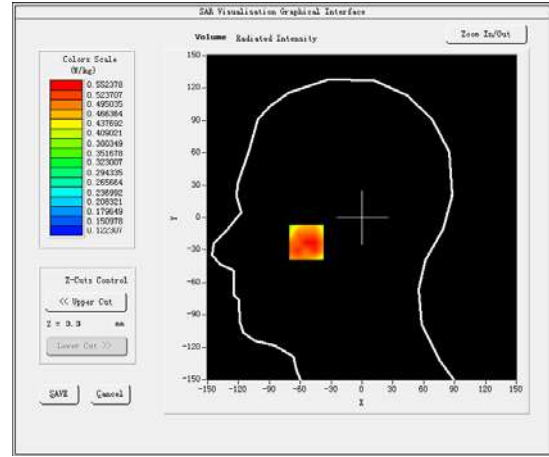 SAR Visualisation Graphical Interface
Volume Radiated Intensity
Zoom In/Out
Colors Scale
(W/kg)
0.552378
0.523707
0.495035
0.466364
0.437692
0.409021
0.380349
0.351678
0.323007
0.294335
0.265664
0.236992
0.208321
0.179649
0.150978
0.122307
Z-Cuts Control
<< Upper Cut
Z = 3.0 mm
Lower Cut >>
SAVE Cancel
150
120
90
60
30
Y 0
-30
-60
-90
-120
-150
-150 -120 -90 -60 -30 0 30 60 90 120 150
X